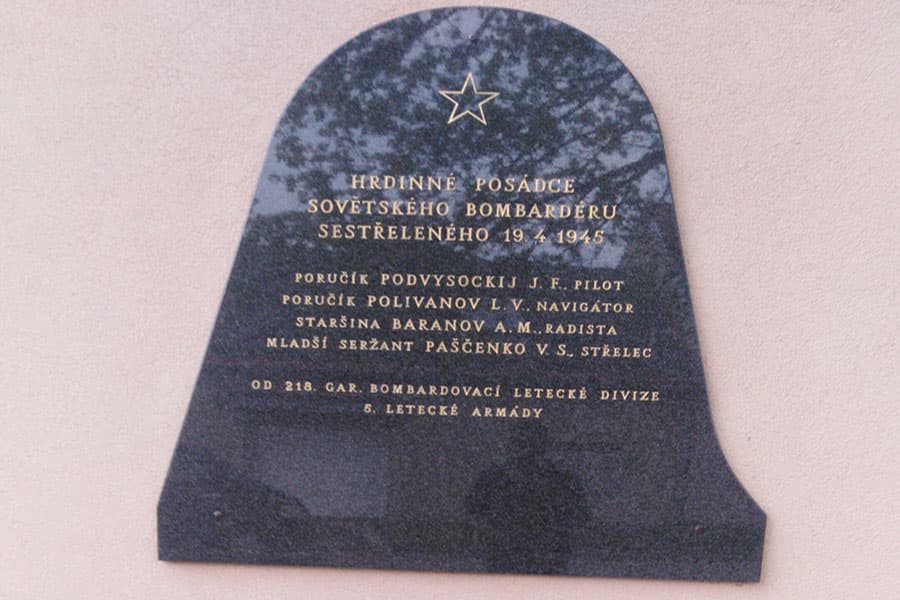 HRDINNÉ POSÁDCE
SOVĚTSKÉHO BOMBARDÉRU
SESTŘELENÉHO 19. 4 1945
PORUČÍK PODVYSOCKIJ J. F., PILOT
PORUČÍK POLIVANOV L. V., NAVIGÁTOR
STARŠINA BARANOV A. M., RADISTA
MLADŠÍ SERŽANT PAŠČENKO V. S., STŘELEC
OD 218. GAR. BOMBARDOVACÍ LETECKÉ DIVIZE
5. LETECKÉ ARMÁDY